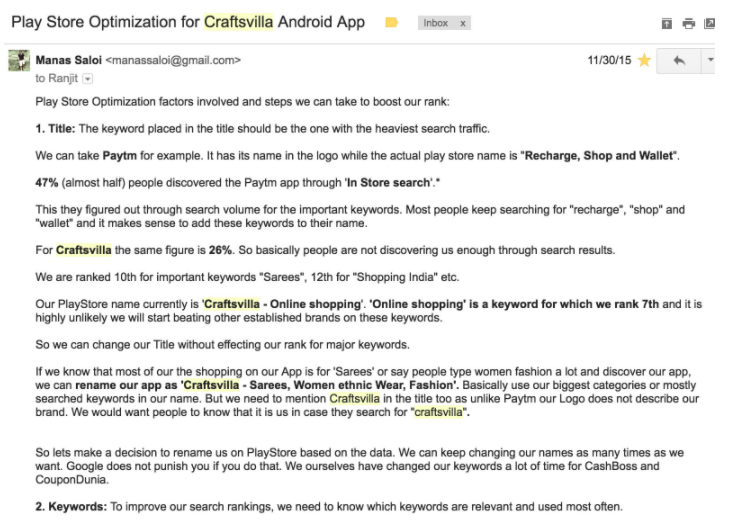 Play Store Optimization for Craftsvilla Android App Inbox x
Manas Saloi <manassaloi@gmail.com> 11/30/15
to Ranjit
Play Store Optimization factors involved and steps we can take to boost our rank:
1. Title: The keyword placed in the title should be the one with the heaviest search traffic.
We can take Paytm for example. It has its name in the logo while the actual play store name is "Recharge, Shop and Wallet".
47% (almost half) people discovered the Paytm app through 'In Store search'.*
This they figured out through search volume for the important keywords. Most people keep searching for "recharge", "shop" and
"wallet" and it makes sense to add these keywords to their name.
For Craftsvilla the same figure is 26%. So basically people are not discovering us enough through search results.
We are ranked 10th for important keywords "Sarees", 12th for "Shopping India" etc.
Our PlayStore name currently is 'Craftsvilla - Online shopping'. 'Online shopping' is a keyword for which we rank 7th and it is
highly unlikely we will start beating other established brands on these keywords.
So we can change our Title without effecting our rank for major keywords.
If we know that most of our the shopping on our App is for 'Sarees' or say people type women fashion a lot and discover our app,
we can rename our app as 'Craftsvilla - Sarees, Women ethnic Wear, Fashion'. Basically use our biggest categories or mostly
searched keywords in our name. But we need to mention Craftsvilla in the title too as unlike Paytm our Logo does not describe our
brand. We would want people to know that it is us in case they search for "craftsvilla".
So lets make a decision to rename us on PlayStore based on the data. We can keep changing our names as many times as we
want. Google does not punish you if you do that. We ourselves have changed our keywords a lot of time for CashBoss and
CouponDunia.
2. Keywords: To improve our search rankings, we need to know which keywords are relevant and used most often.